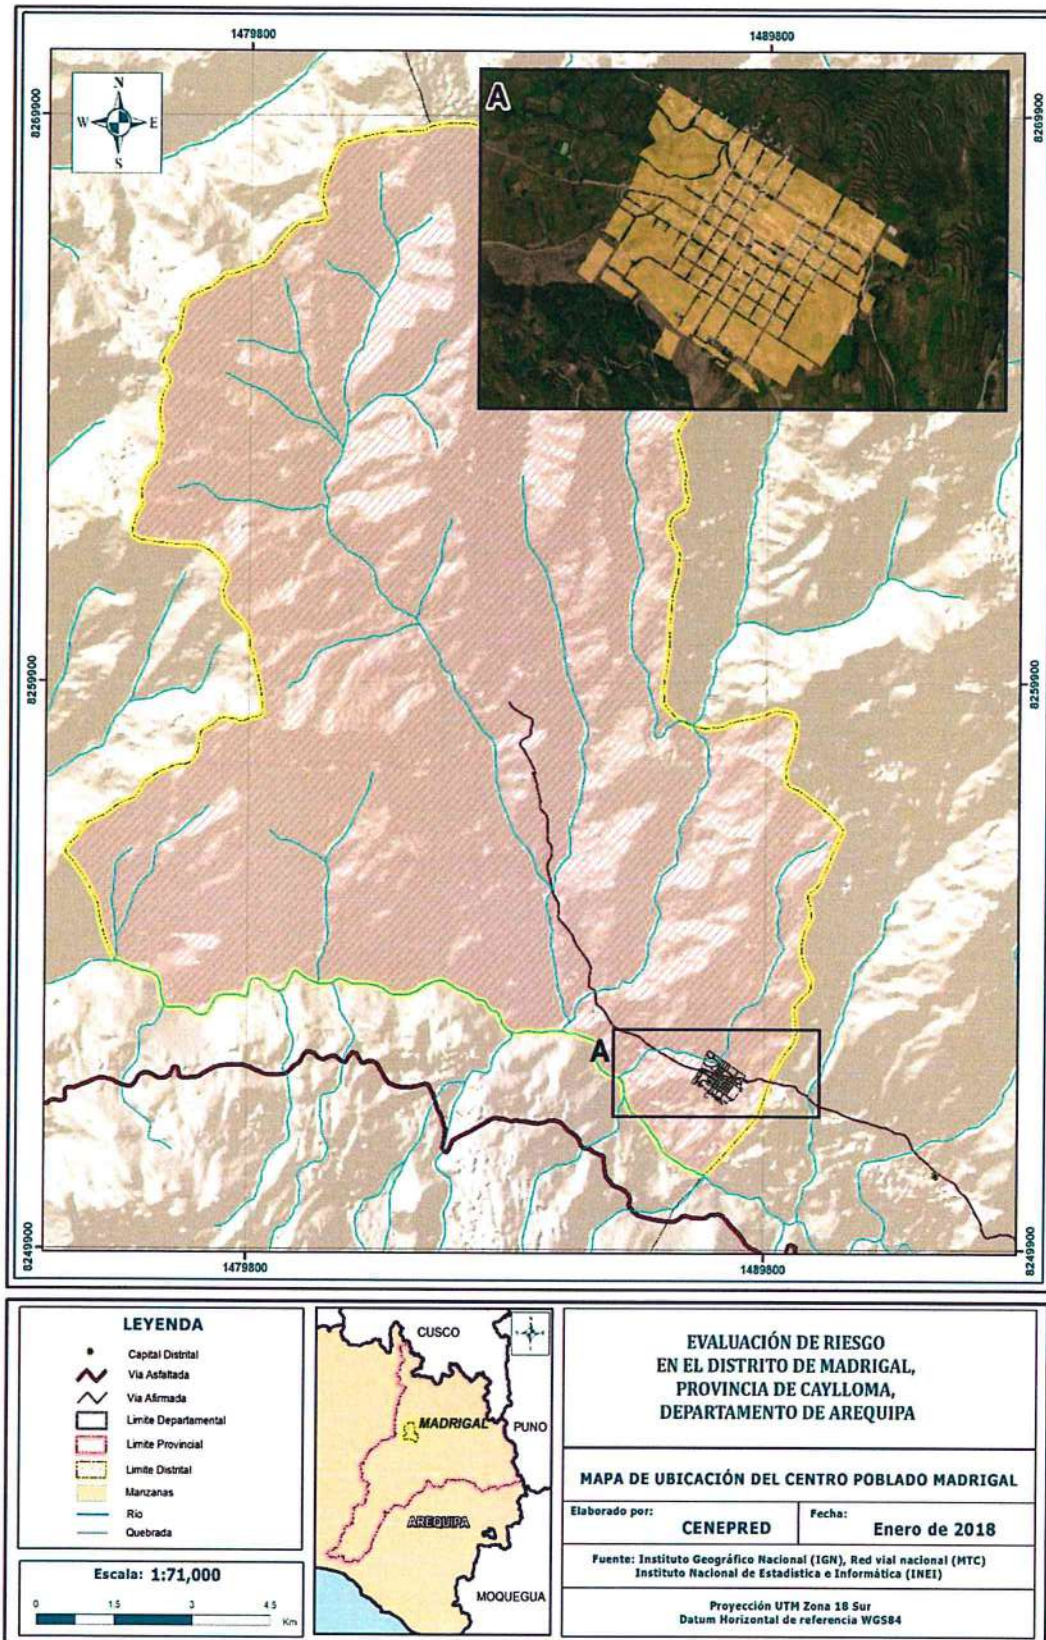 1479800
1489800
8269900
8269900
N
W E
S
A
8259900
8259900
A
8249900
8249900
1479800
1489800
LEYENDA
Capital Distrital
Vía Asfaltada
Vía Afirmada
Limite Departamental
Limite Provincial
Limite Distrital
Manzanas
Río
Quebrada
Escala: 1:71,000
0 1.5 3 4.5
Km
CUSCO
MADRIGAL
PUNO
AREQUIPA
MOQUEGUA
EVALUACIÓN DE RIESGO
EN EL DISTRITO DE MADRIGAL,
PROVINCIA DE CAYLLOMA,
DEPARTAMENTO DE AREQUIPA
MAPA DE UBICACIÓN DEL CENTRO POBLADO MADRIGAL
Elaborado por:
CENEPRED
Fecha:
Enero de 2018
Fuente: Instituto Geográfico Nacional (IGN), Red vial nacional (MTC)
Instituto Nacional de Estadística e Informática (INEI)
Proyección UTM Zona 18 Sur
Datum Horizontal de referencia WGS84